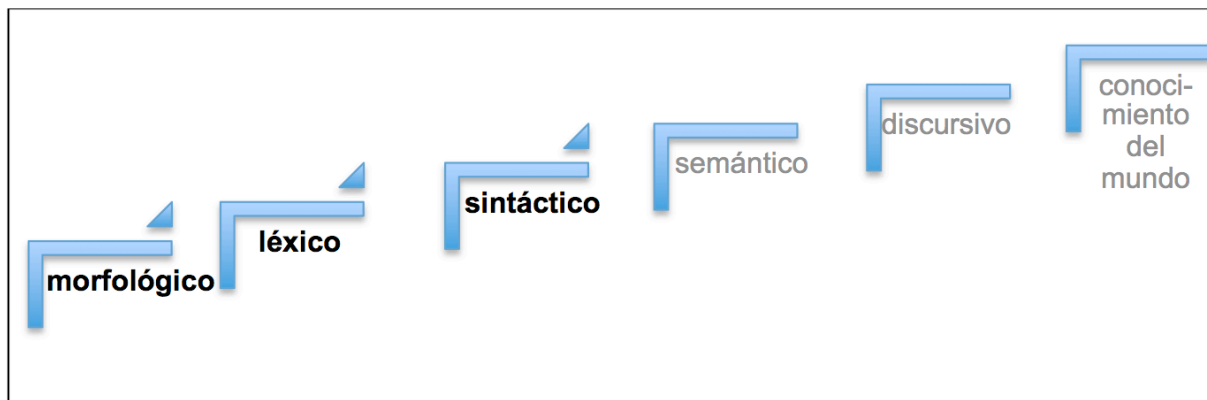 morfológico
léxico
sintáctico
semántico
discursivo
conoci-
miento
del
mundo